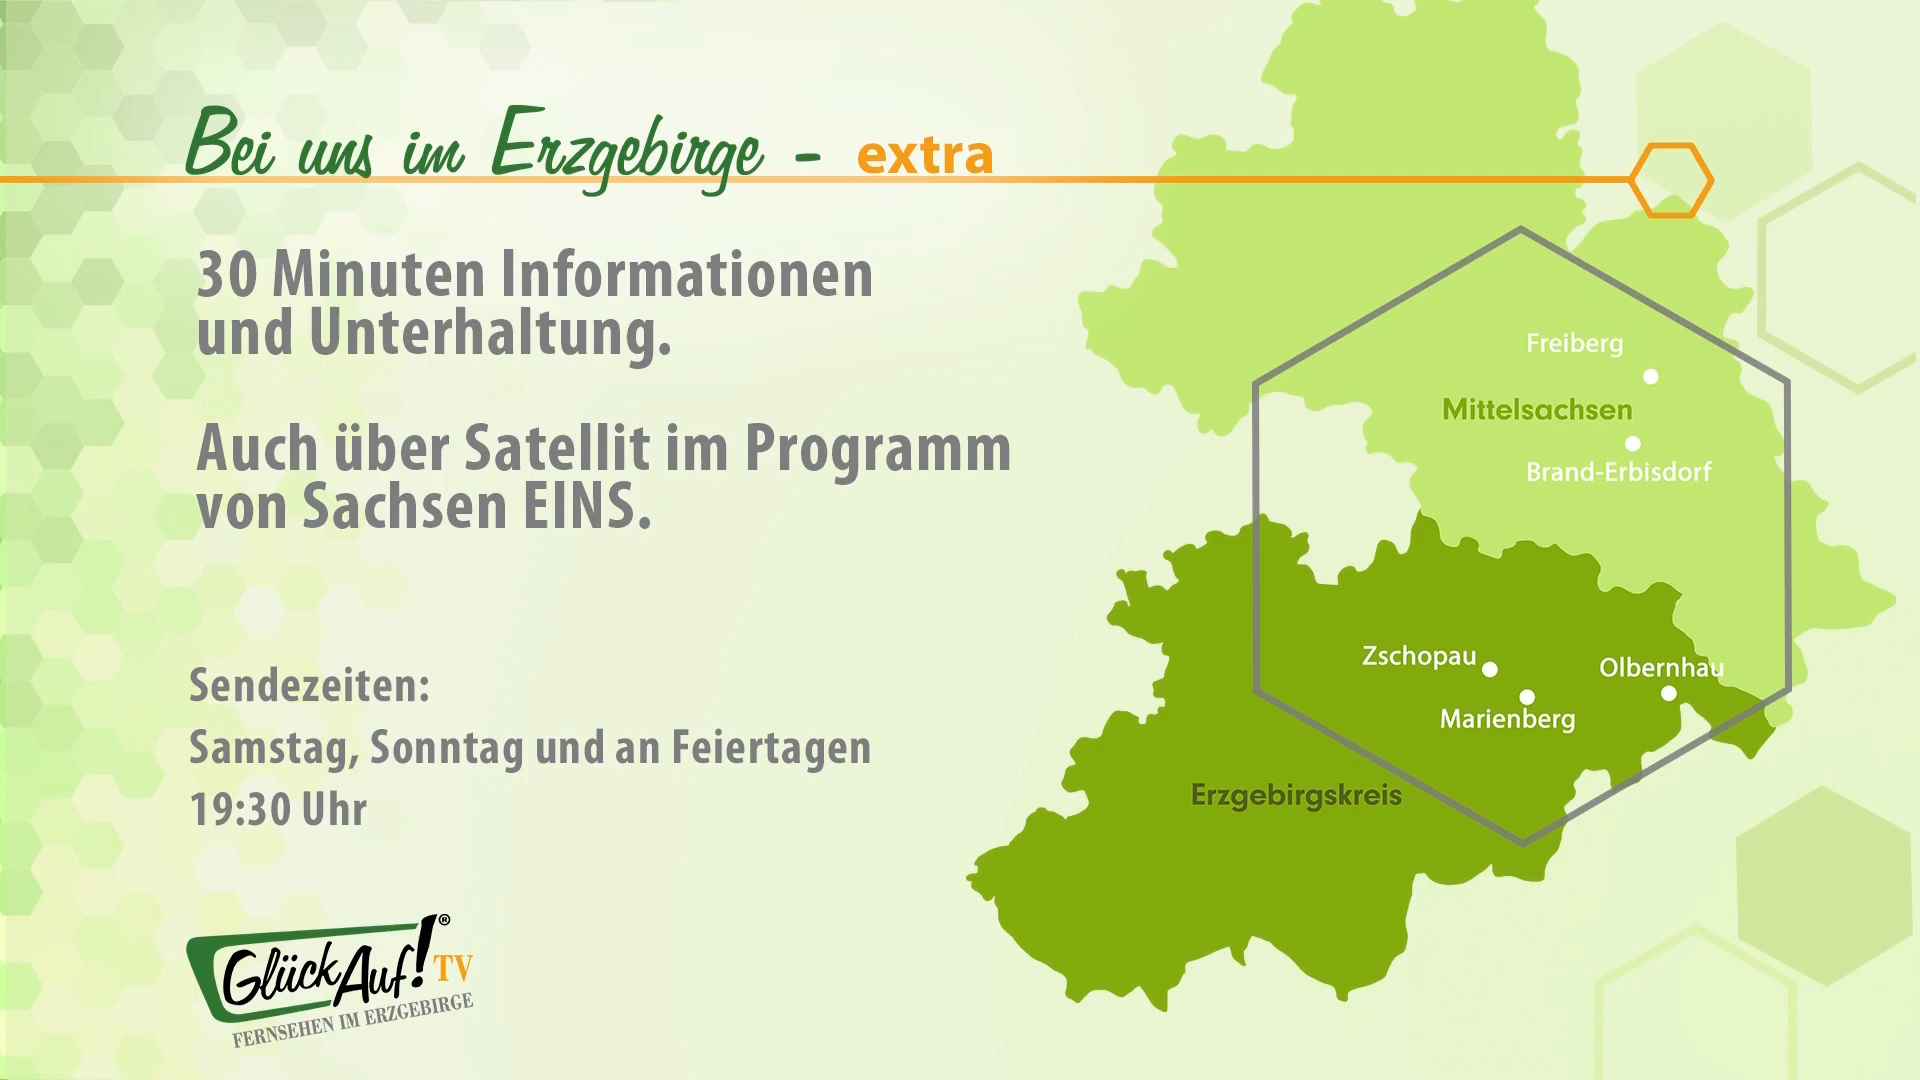 Bei uns im Erzgebirge - extra
30 Minuten Informationen
und Unterhaltung.
Auch über Satellit im Programm
von Sachsen EINS.
Sendezeiten:
Samstag, Sonntag und an Feiertagen
19:30 Uhr
GlückAuf!® TV
FERNSEHEN IM ERZGEBIRGE
Freiberg
Mittelsachsen
Brand-Erbisdorf
Zschopau
Olbernhau
Marienberg
Erzgebirgskreis